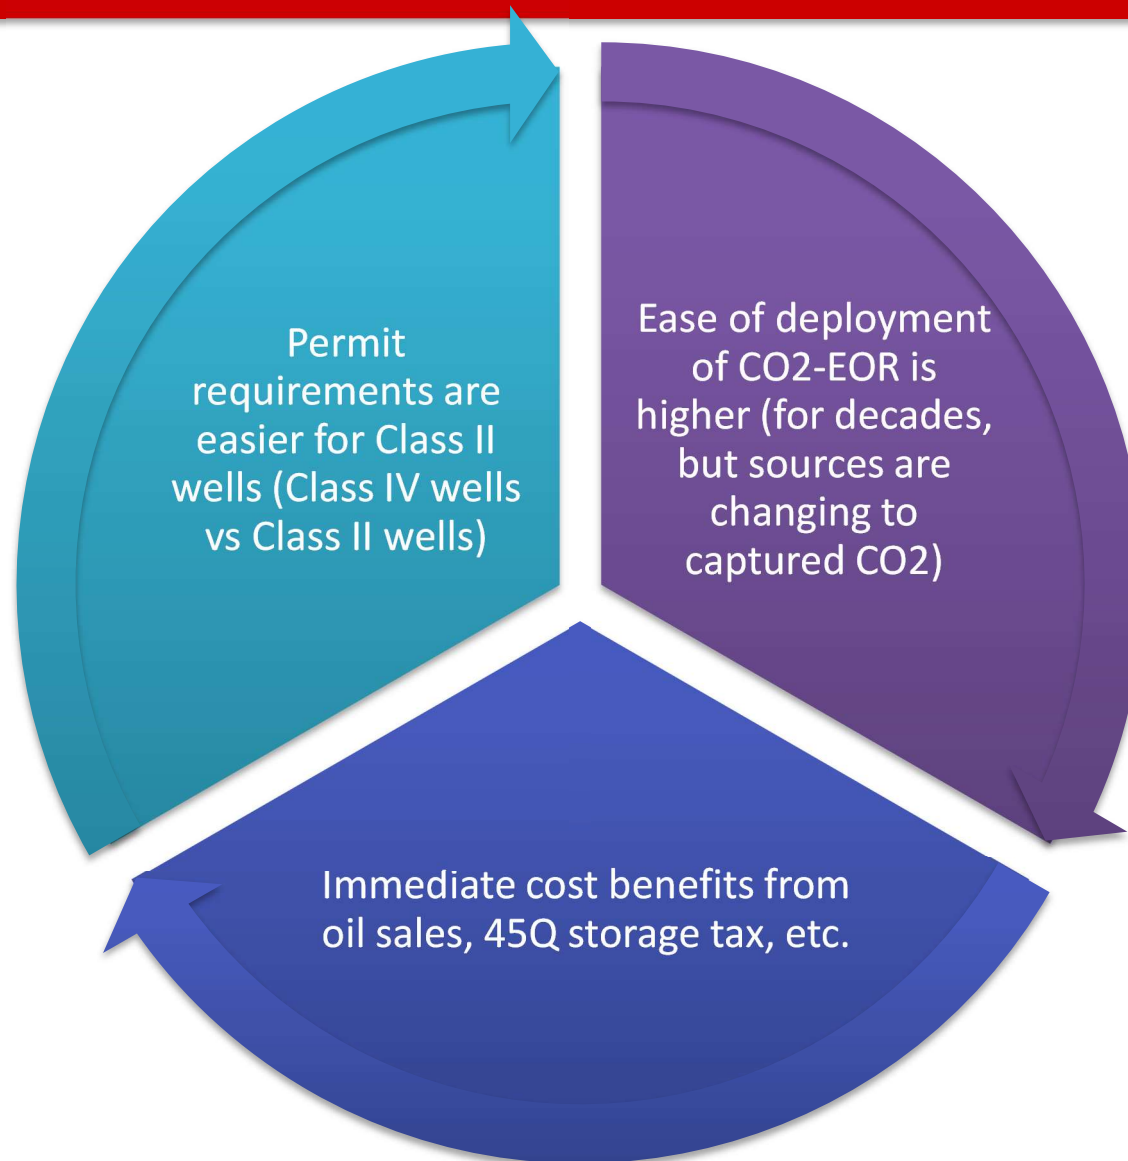 Permit
requirements are
easier for Class II
wells (Class IV wells
vs Class II wells)
Ease of deployment
of CO2-EOR is
higher (for decades,
but sources are
changing to
captured CO2)
Immediate cost benefits from
oil sales, 45Q storage tax, etc.